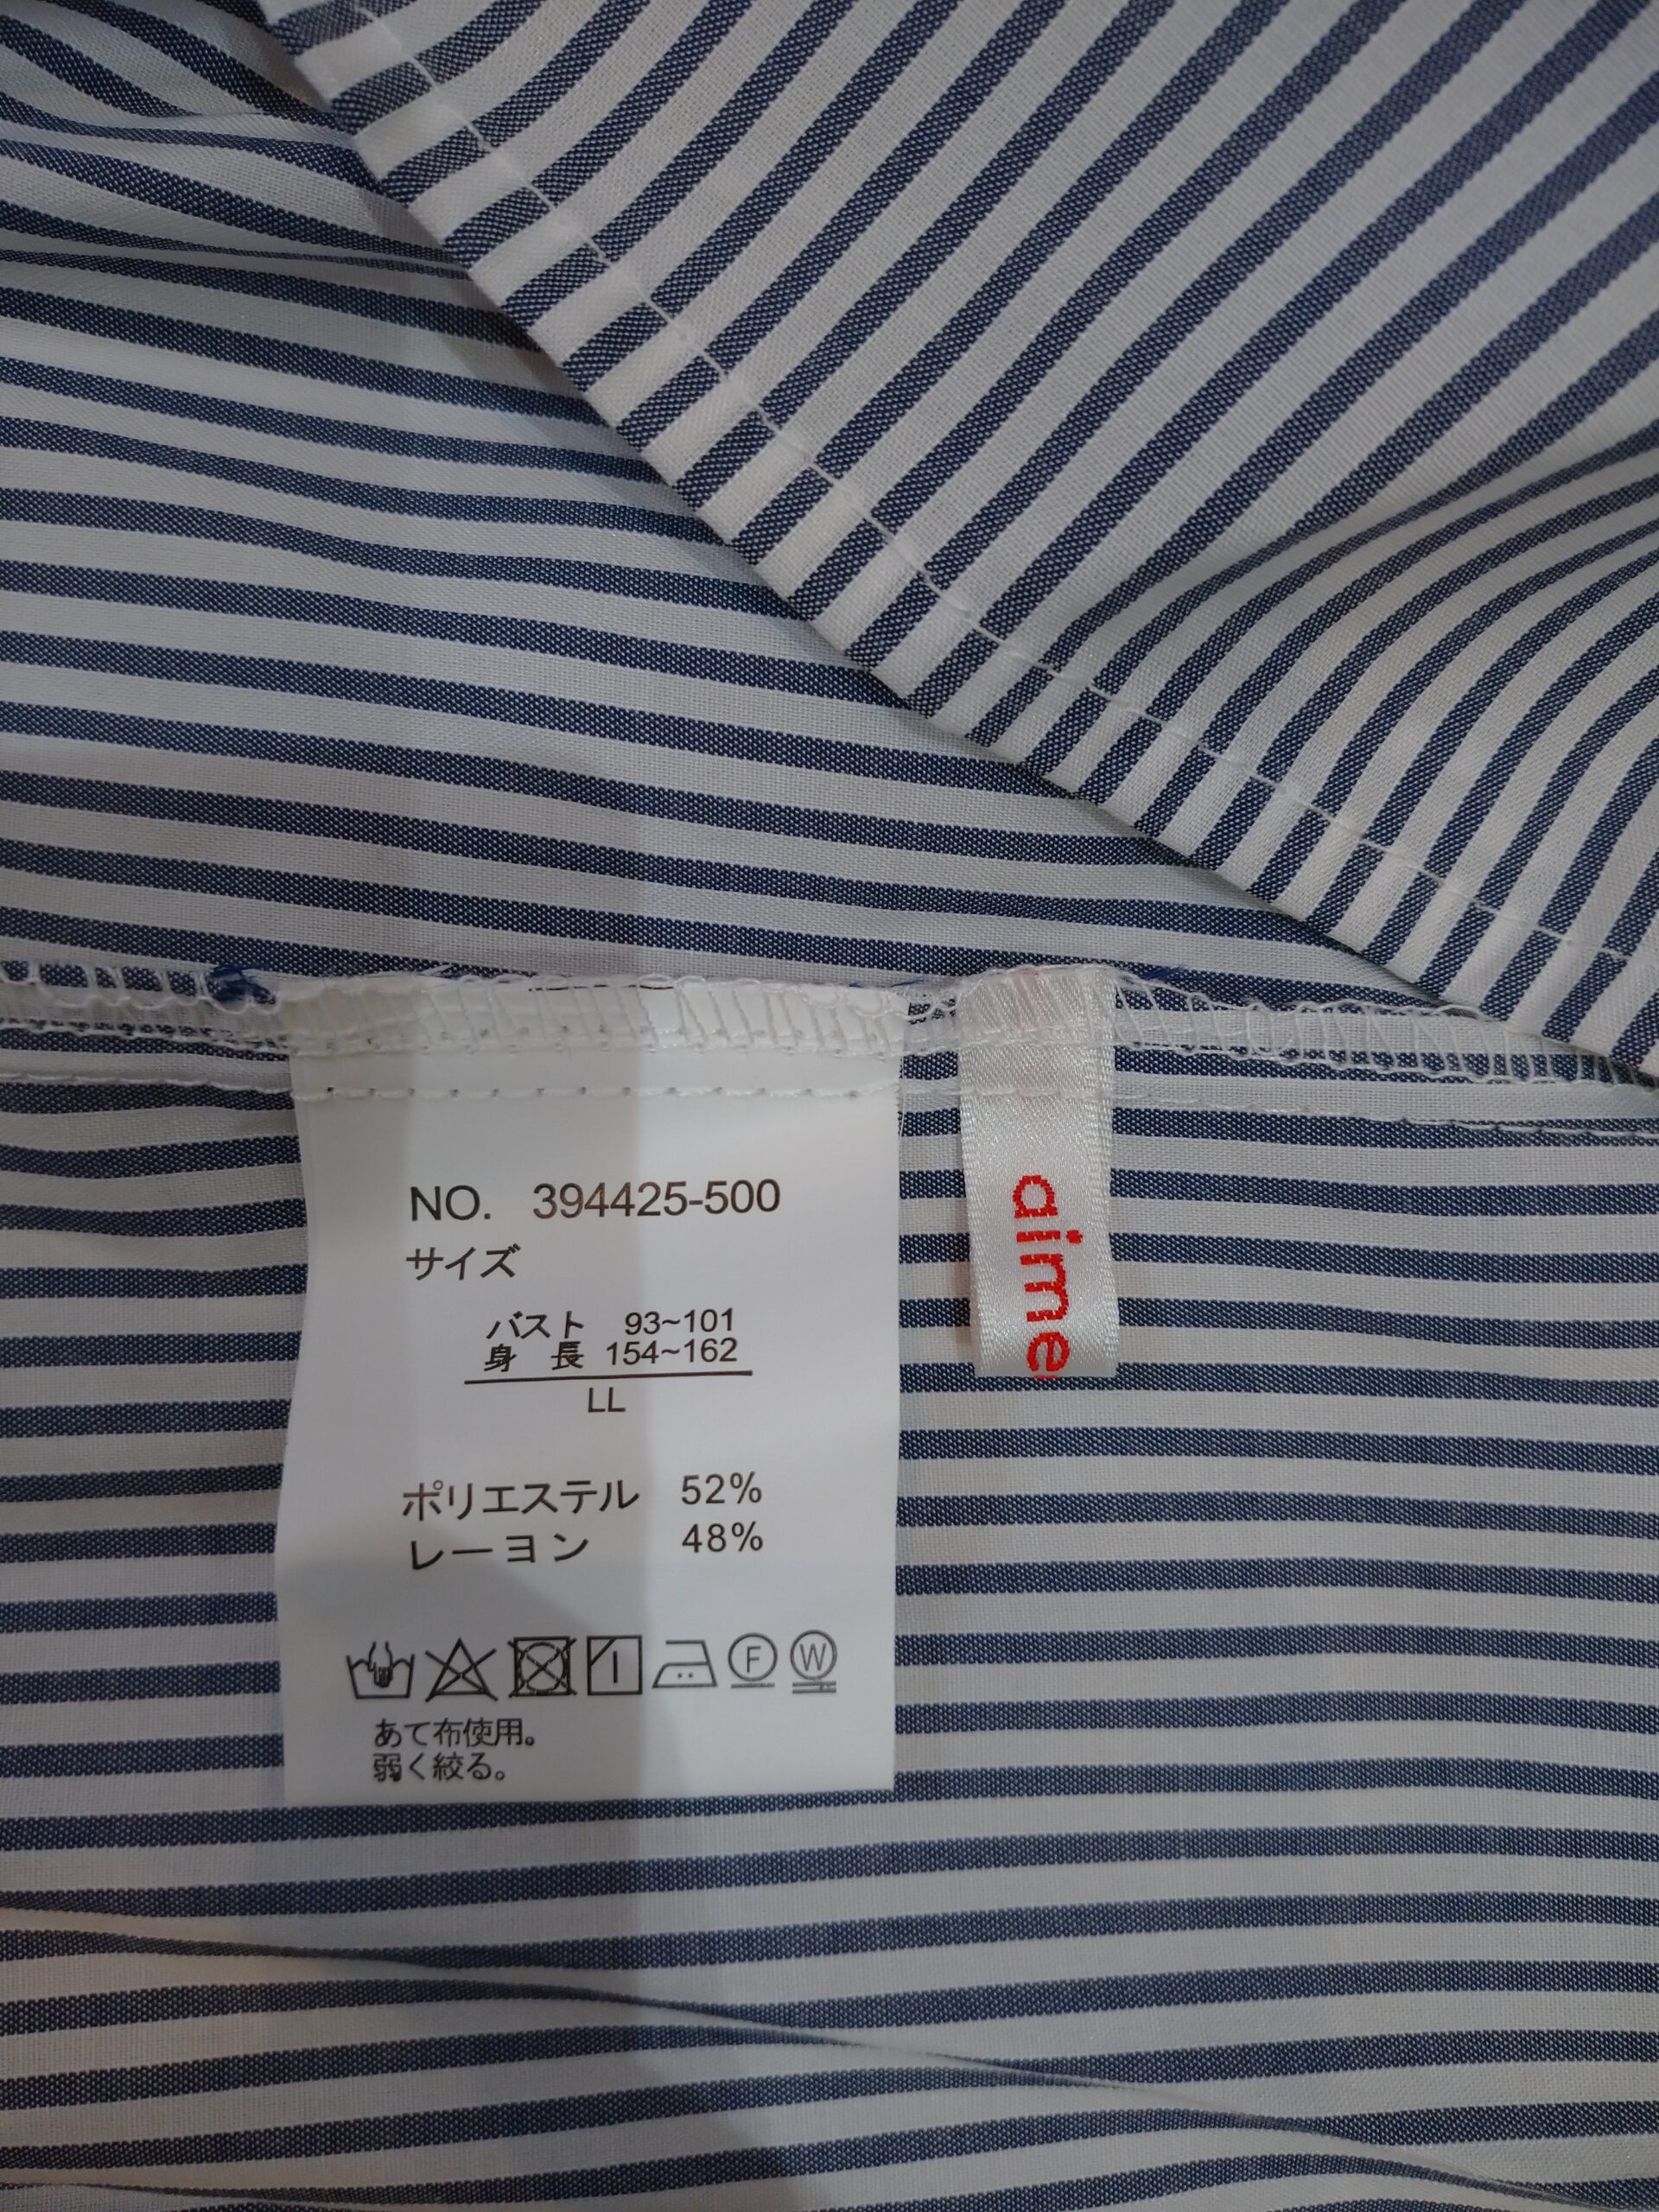 NO. 394425-500
サイズ
バスト 93~101
身 長 154~162
LL
ポリエステル 52%
レーヨン 48%
F W
あて布使用。
弱く絞る。
aime